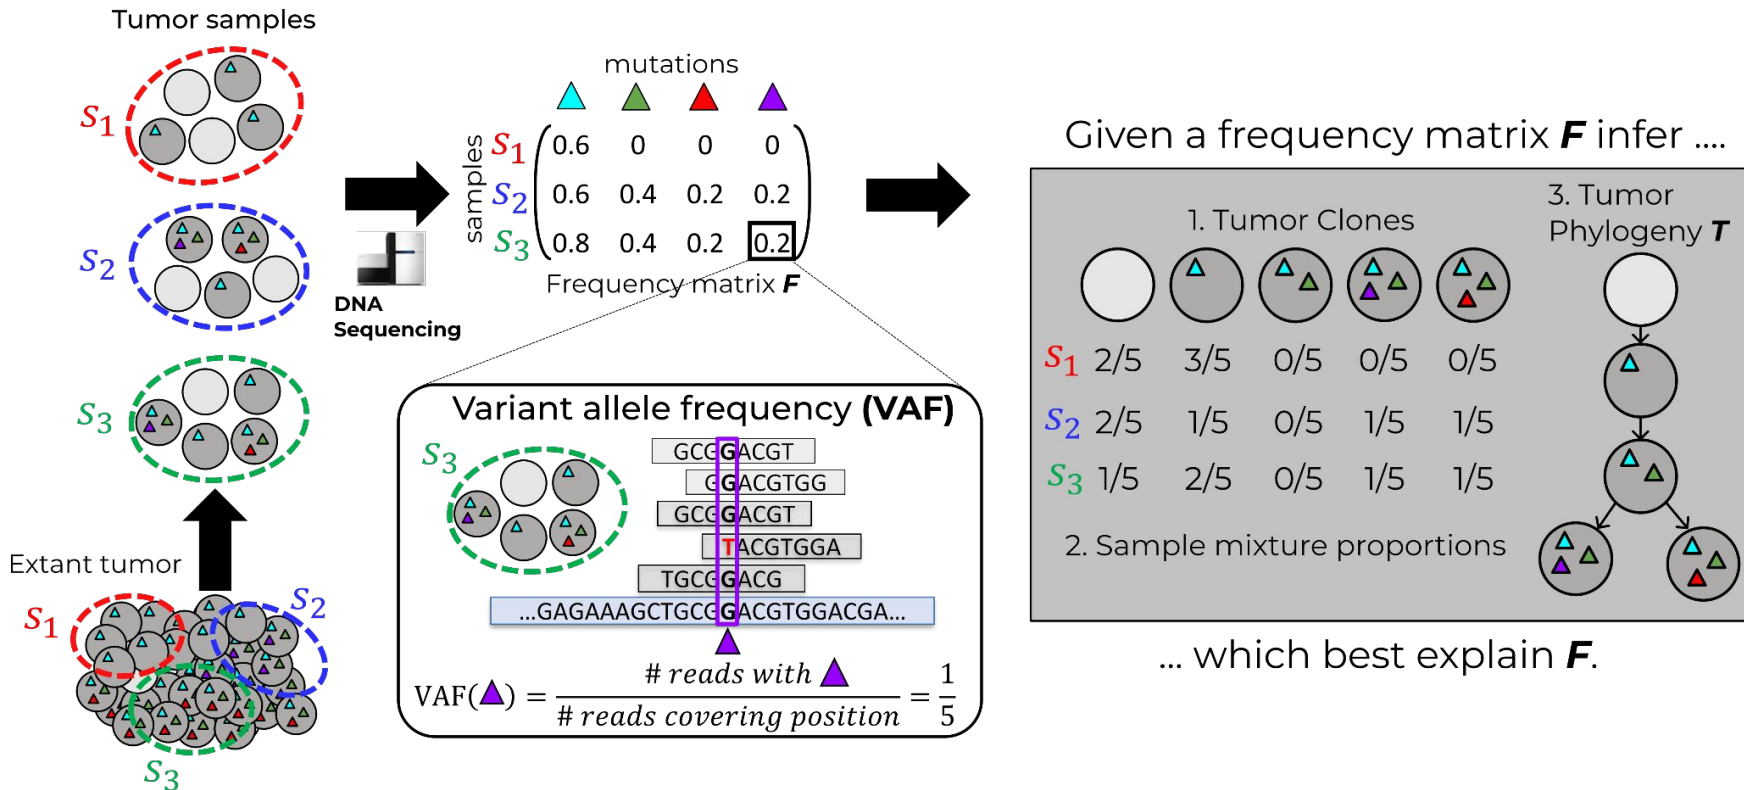 Tumor samples
S1
S2
S3
Extant tumor
S1
S2
S3
DNA
Sequencing
mutations
samples
S1 0.6 0 0 0
S2 0.6 0.4 0.2 0.2
S3 0.8 0.4 0.2 0.2
Frequency matrix F
Variant allele frequency (VAF)
S3
GCGGACGT
GGACGTGG
GCGGACGT
TACGTGGA
TGCGGACG
...GAGAAAGCTGCGGACGTGGACGA...
VAF(▲) = # reads with ▲ / # reads covering position = 1/5
Given a frequency matrix F infer ....
1. Tumor Clones
S1 2/5 3/5 0/5 0/5 0/5
S2 2/5 1/5 0/5 1/5 1/5
S3 1/5 2/5 0/5 1/5 1/5
2. Sample mixture proportions
3. Tumor
Phylogeny T
... which best explain F.